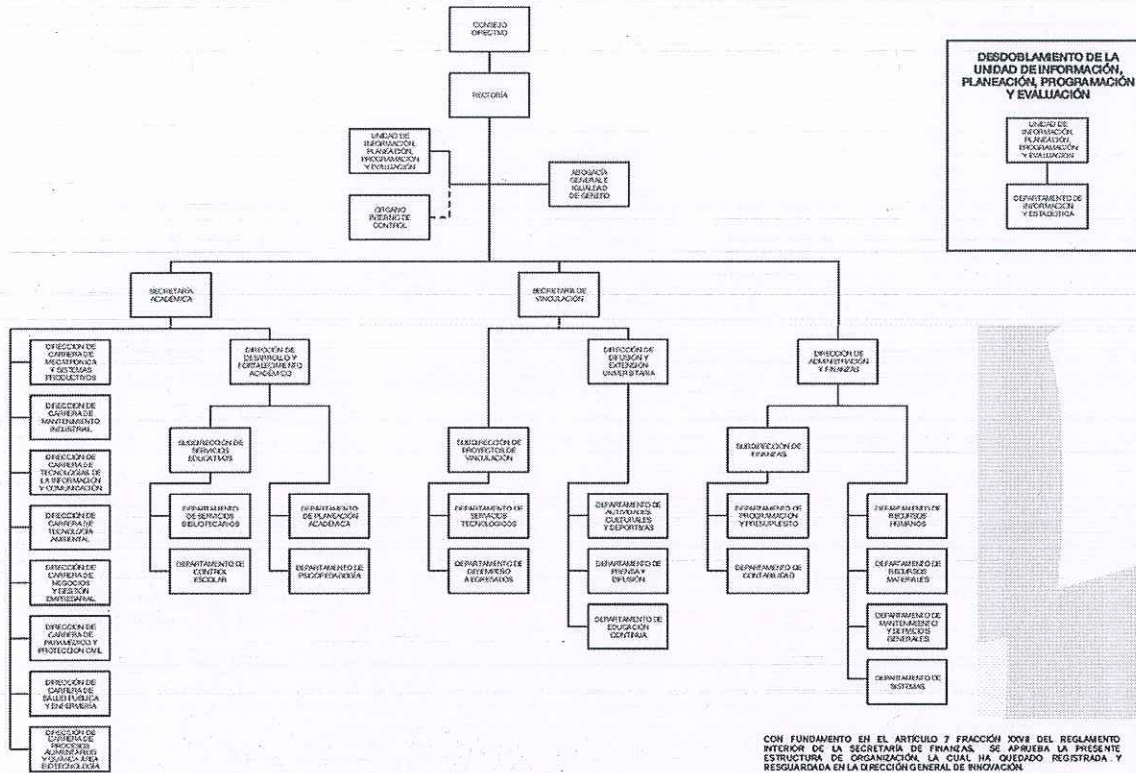 CONSEJO
DIRECTIVO
RECTORÍA
UNIDAD DE
INFORMACIÓN,
PLANEACIÓN,
PROGRAMACIÓN
Y EVALUACIÓN
ABOGACÍA
GENERAL E
IGUALDAD
DE GÉNERO
ÓRGANO
INTERNO DE
CONTROL
DESDOBLAMIENTO DE LA
UNIDAD DE INFORMACIÓN,
PLANEACIÓN, PROGRAMACIÓN
Y EVALUACIÓN
UNIDAD DE
INFORMACIÓN,
PLANEACIÓN,
PROGRAMACIÓN
Y EVALUACIÓN
DEPARTAMENTO DE
INFORMACIÓN
Y ESTADÍSTICA
SECRETARÍA
ACADÉMICA
SECRETARÍA DE
VINCULACIÓN
DIRECCIÓN DE
CARRERA DE
MECATRÓNICA
Y SISTEMAS
PRODUCTIVOS
DIRECCIÓN DE
DESARROLLO Y
FORTALECIMIENTO
ACADÉMICO
DIRECCIÓN DE
DIFUSIÓN Y
EXTENSIÓN
UNIVERSITARIA
DIRECCIÓN DE
ADMINISTRACIÓN
Y FINANZAS
DIRECCIÓN DE
CARRERA DE
MANTENIMIENTO
INDUSTRIAL
SUBDIRECCIÓN DE
SERVICIOS
EDUCATIVOS
SUBDIRECCIÓN DE
PROYECTOS DE
VINCULACIÓN
SUBDIRECCIÓN DE
FINANZAS
DIRECCIÓN DE
CARRERA DE
TECNOLOGÍAS DE
LA INFORMACIÓN
Y COMUNICACIÓN
DIRECCIÓN DE
CARRERA DE
TECNOLOGÍA
AMBIENTAL
DEPARTAMENTO
DE SERVICIOS
BIBLIOTECARIOS
DEPARTAMENTO
DE PLANEACIÓN
ACADÉMICA
DEPARTAMENTO
DE SERVICIOS
TECNOLÓGICOS
DEPARTAMENTO DE
ACTIVIDADES
CULTURALES
Y DEPORTIVAS
DEPARTAMENTO DE
PROGRAMACIÓN
Y PRESUPUESTO
DEPARTAMENTO DE
RECURSOS
HUMANOS
DIRECCIÓN DE
CARRERA DE
NEGOCIOS
Y GESTIÓN
EMPRESARIAL
DEPARTAMENTO DE
CONTROL
ESCOLAR
DEPARTAMENTO DE
PSICOPEDAGOGÍA
DEPARTAMENTO
DE DESEMPEÑO
A EGRESADOS
DEPARTAMENTO DE
PRENSA Y
DIFUSIÓN
DEPARTAMENTO
DE CONTABILIDAD
DEPARTAMENTO DE
RECURSOS
MATERIALES
DIRECCIÓN DE
CARRERA DE
PARAMÉDICO Y
PROTECCIÓN CIVIL
DEPARTAMENTO
DE EDUCACIÓN
CONTINUA
DEPARTAMENTO DE
MANTENIMIENTO
Y SERVICIOS
GENERALES
DIRECCIÓN DE
CARRERA DE
SALUD PÚBLICA
Y ENFERMERÍA
DEPARTAMENTO DE
SISTEMAS
DIRECCIÓN DE
CARRERA DE
PROCESOS
ALIMENTARIOS
Y QUÍMICA ÁREA
BIOTECNOLOGÍA
CON FUNDAMENTO EN EL ARTÍCULO 7 FRACCIÓN XXVII DEL REGLAMENTO
INTERIOR DE LA SECRETARÍA DE FINANZAS, SE APRUEBA LA PRESENTE
ESTRUCTURA DE ORGANIZACIÓN, LA CUAL HA QUEDADO REGISTRADA Y
RESGUARDADA EN LA DIRECCIÓN GENERAL DE INNOVACIÓN.